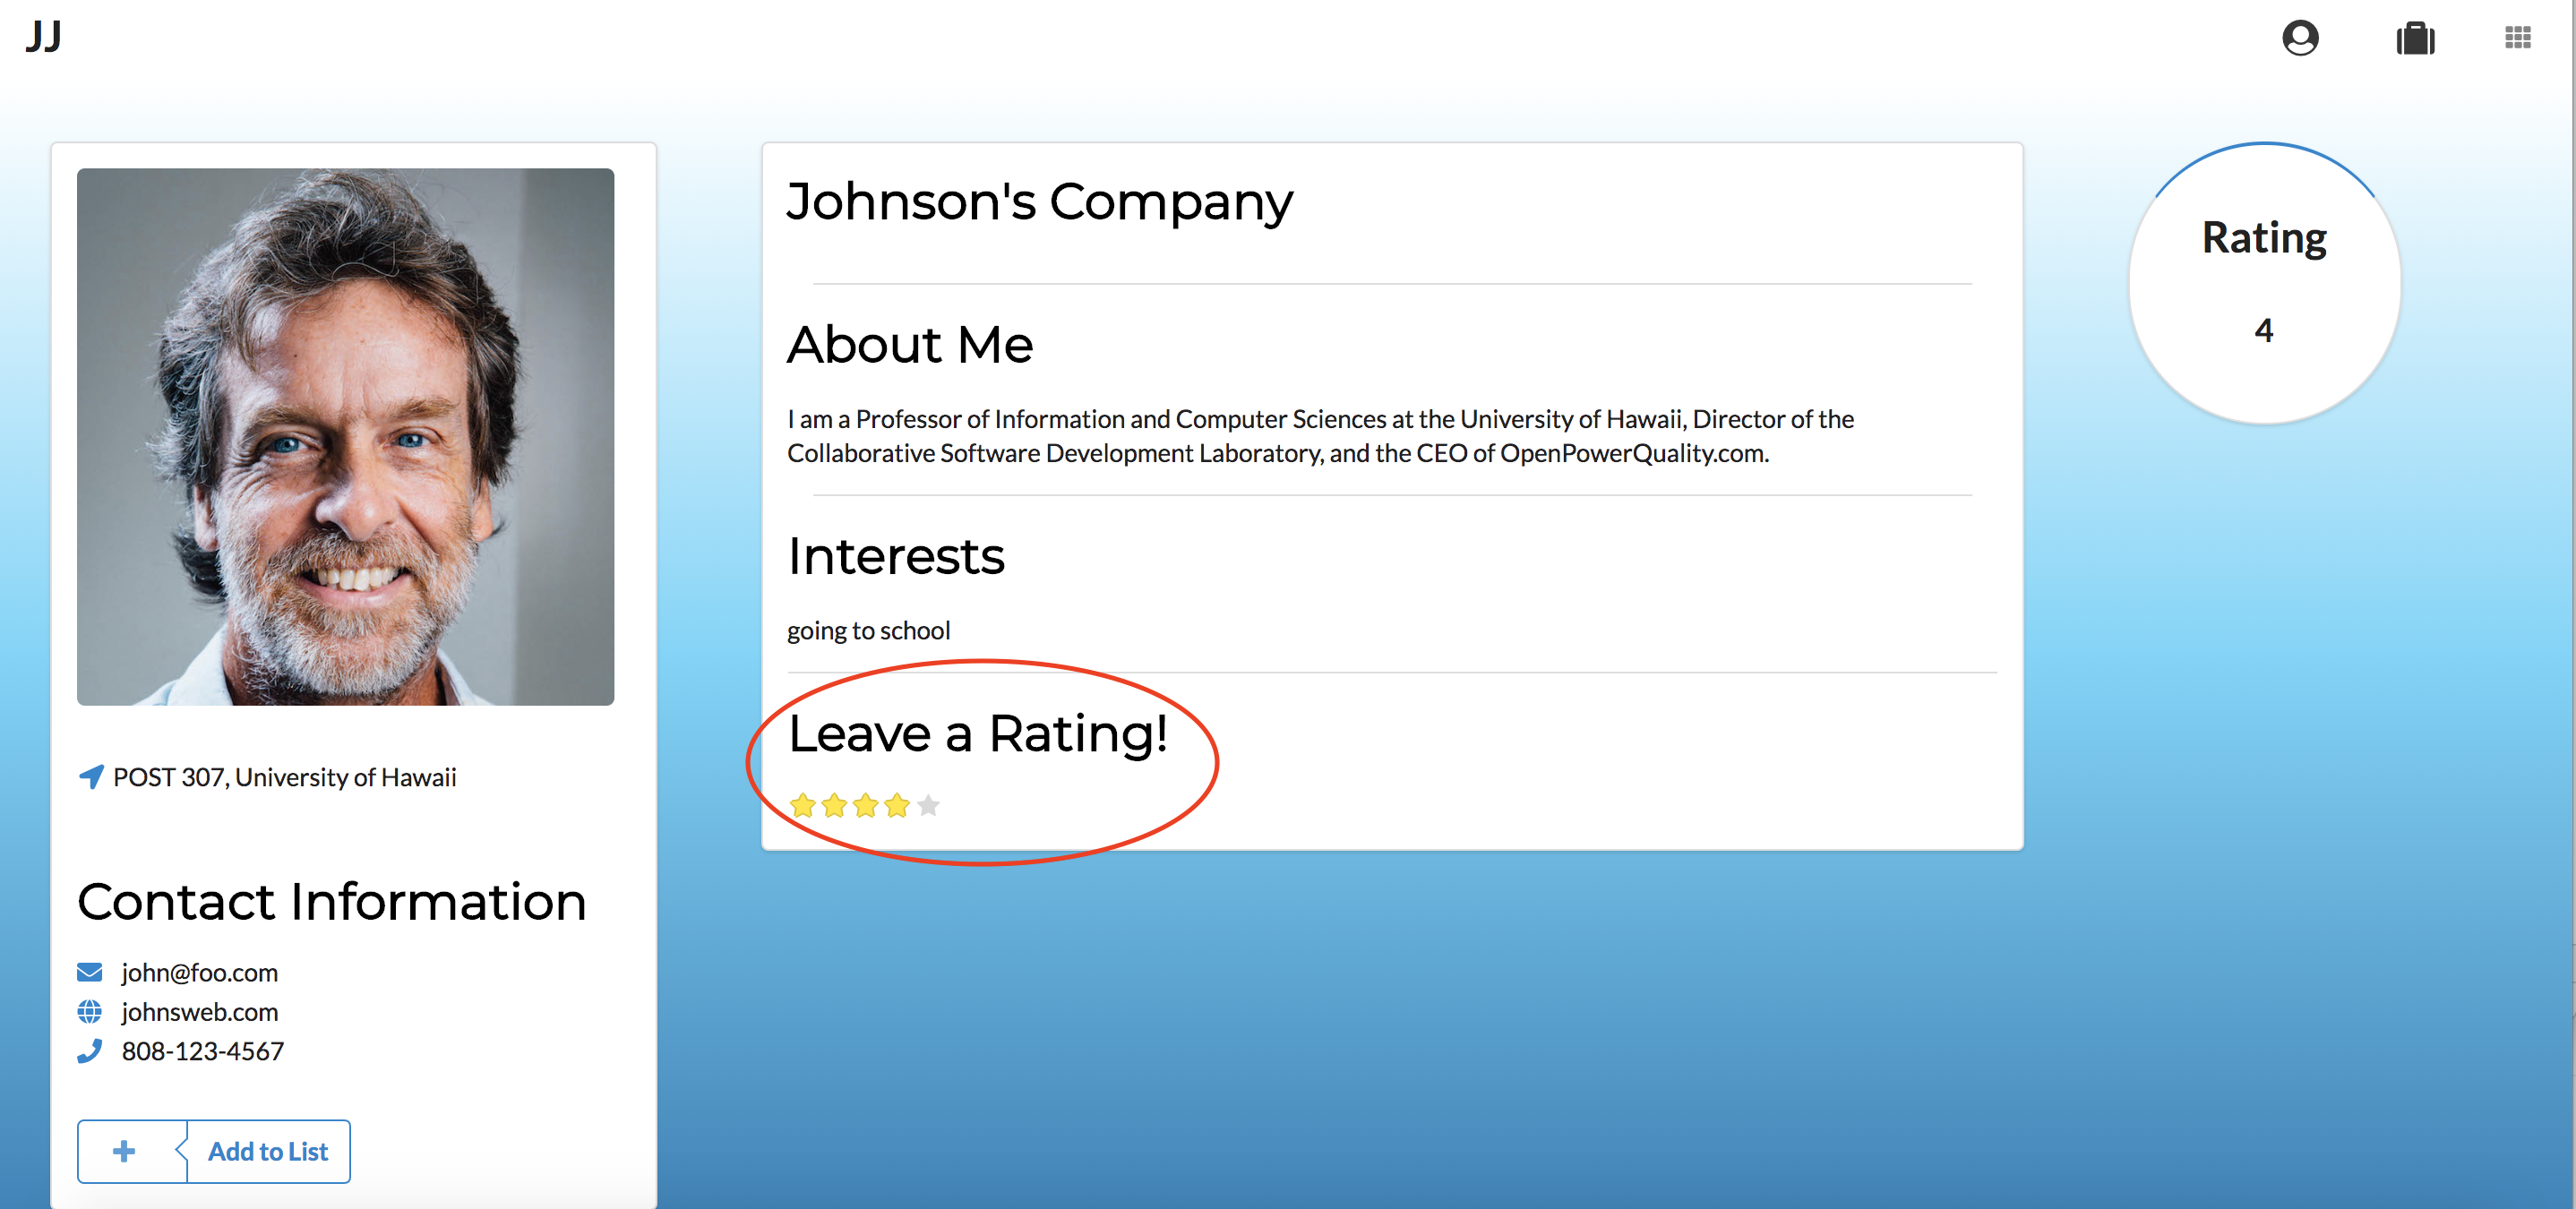 JJ
POST 307, University of Hawaii
Contact Information
john@foo.com
johnsweb.com
808-123-4567
Add to List
Johnson's Company
About Me
I am a Professor of Information and Computer Sciences at the University of Hawaii, Director of the
Collaborative Software Development Laboratory, and the CEO of OpenPowerQuality.com.
Interests
going to school
Leave a Rating!
Rating
4